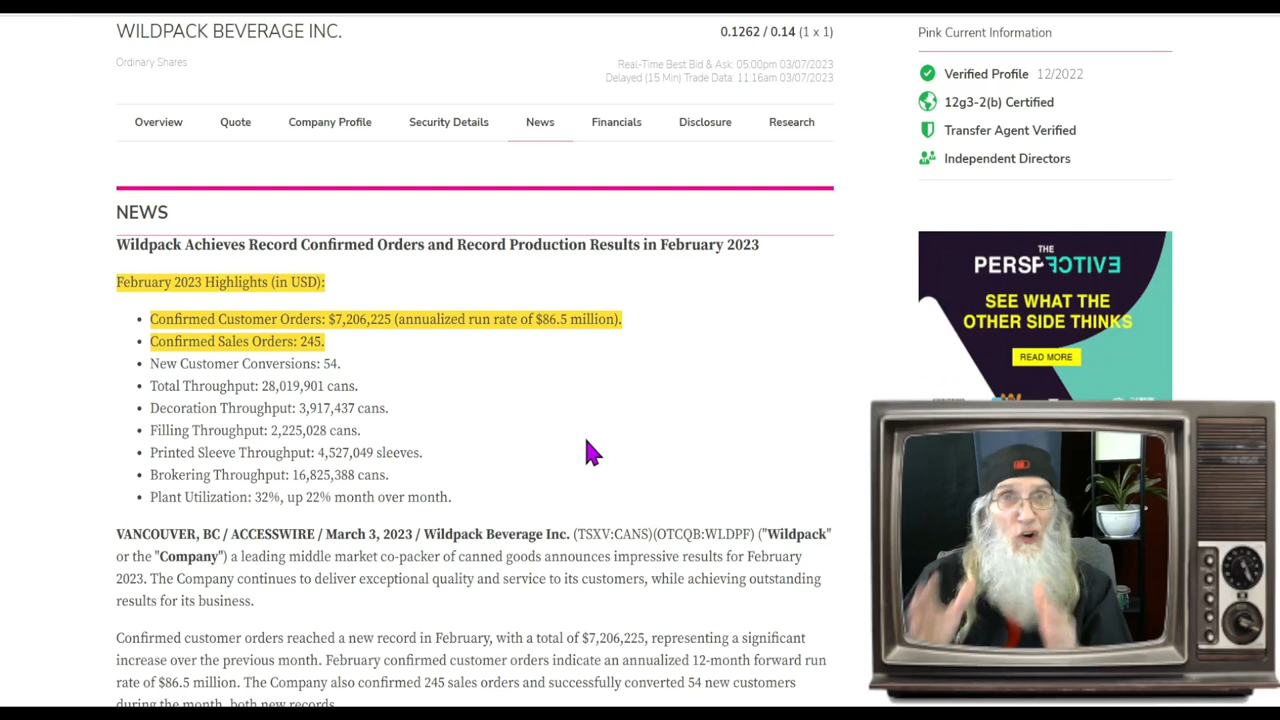 WILDPACK BEVERAGE INC.
0.1262 / 0.14 (1 x 1)
Ordinary Shares
Real-Time Best Bid & Ask: 05:00pm 03/07/2023
Delayed (15 Min) Trade Data: 11:16am 03/07/2023
Overview Quote Company Profile Security Details News Financials Disclosure Research
NEWS
Wildpack Achieves Record Confirmed Orders and Record Production Results in February 2023
February 2023 Highlights (in USD):
• Confirmed Customer Orders: $7,206,225 (annualized run rate of $86.5 million).
• Confirmed Sales Orders: 245.
• New Customer Conversions: 54.
• Total Throughput: 28,019,901 cans.
• Decoration Throughput: 3,917,437 cans.
• Filling Throughput: 2,225,028 cans.
• Printed Sleeve Throughput: 4,527,049 sleeves.
• Brokering Throughput: 16,825,388 cans.
• Plant Utilization: 32%, up 22% month over month.
VANCOUVER, BC / ACCESSWIRE / March 3, 2023 / Wildpack Beverage Inc. (TSXV:CANS)(OTCQB:WLDPF) ("Wildpack"
or the "Company") a leading middle market co-packer of canned goods announces impressive results for February
2023. The Company continues to deliver exceptional quality and service to its customers, while achieving outstanding
results for its business.
Confirmed customer orders reached a new record in February, with a total of $7,206,225, representing a significant
increase over the previous month. February confirmed customer orders indicate an annualized 12-month forward run
rate of $86.5 million. The Company also confirmed 245 sales orders and successfully converted 54 new customers
during the month, both new records.
Pink Current Information
Verified Profile 12/2022
12g3-2(b) Certified
Transfer Agent Verified
Independent Directors
THE
PERSPECTIVE
SEE WHAT THE
OTHER SIDE THINKS
READ MORE